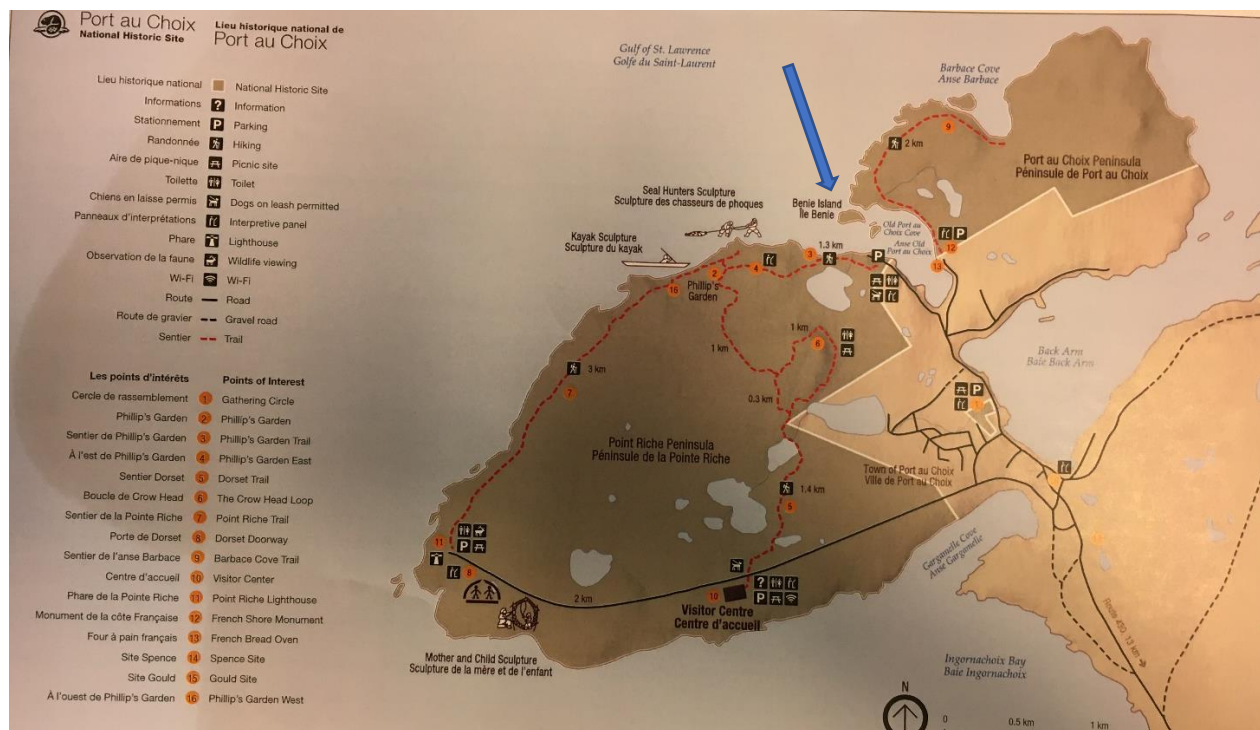 Port au Choix
National Historic Site
Lieu historique national de
Port au Choix
Lieu historique national National Historic Site
Informations ? Information
Stationnement P Parking
Randonnée Hiking
Aire de pique-nique Picnic site
Toilette Toilet
Chiens en laisse permis Dogs on leash permitted
Panneaux d'interprétations Interpretive panel
Phare Lighthouse
Observation de la faune Wildlife viewing
Wi-Fi Wi-Fi
Route Road
Route de gravier Gravel road
Sentier Trail
Les points d'intérêts Points of Interest
Cercle de rassemblement 1 Gathering Circle
Phillip's Garden 2 Phillip's Garden
Sentier de Phillip's Garden 3 Phillip's Garden Trail
À l'est de Phillip's Garden 4 Phillip's Garden East
Sentier Dorset 5 Dorset Trail
Boucle de Crow Head 6 The Crow Head Loop
Sentier de la Pointe Riche 7 Point Riche Trail
Porte de Dorset 8 Dorset Doorway
Sentier de l'anse Barbace 9 Barbace Cove Trail
Centre d'accueil 10 Visitor Center
Phare de la Pointe Riche 11 Point Riche Lighthouse
Monument de la côte Française 12 French Shore Monument
Four à pain français 13 French Bread Oven
Site Spence 14 Spence Site
Site Gould 15 Gould Site
À l'ouest de Phillip's Garden 16 Phillip's Garden West
Gulf of St. Lawrence
Golfe du Saint-Laurent
Barbace Cove
Anse Barbace
9
2 km
Port au Choix Peninsula
Péninsule de Port au Choix
Seal Hunters Sculpture
Sculpture des chasseurs de phoques
Benie Island
Île Benie
Old Port au
Choix Cove
Anse Old
Port au Choix
P
12
13
Kayak Sculpture
Sculpture du kayak
1.3 km
3
P
4
2
16
Phillip's
Garden
1 km
6
1 km
Back Arm
Baie Back Arm
3 km
7
0.3 km
P
1
Point Riche Peninsula
Péninsule de la Pointe Riche
Town of Port au Choix
Ville de Port au Choix
1.4 km
5
Garganelle Cove
Anse Garganelle
11
P
8
2 km
10
?
P
Visitor Centre
Centre d'accueil
Mother and Child Sculpture
Sculpture de la mère et de l'enfant
Route 430, 13 km
Ingornachoix Bay
Baie Ingornachoix
N
0 0.5 km 1 km